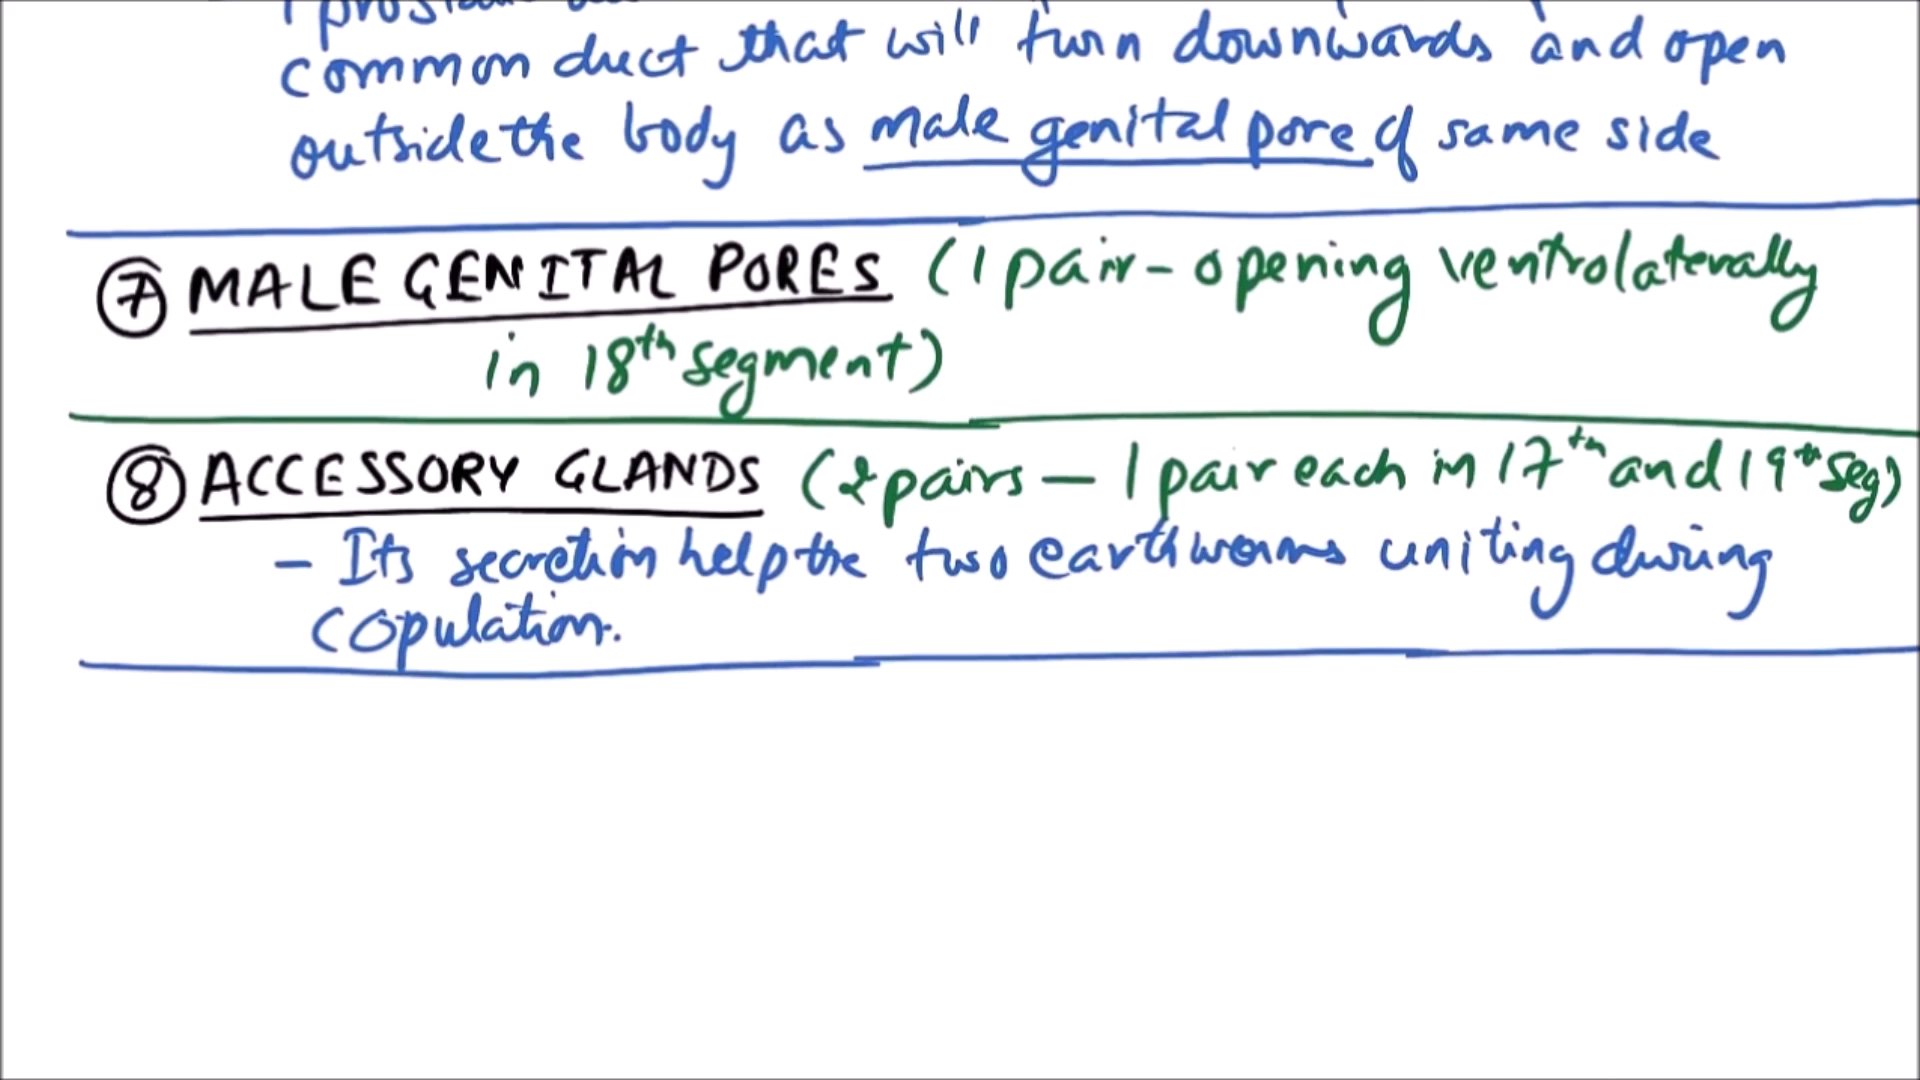 common duct that will turn downwards and open
outside the body as male genital pore of same side
7 MALE GENITAL PORES (1 pair - opening ventrolaterally
in 18th segment)
8 ACCESSORY GLANDS (2 pairs — 1 pair each in 17th and 19th seg)
- Its secretion help the two earthworms uniting during
copulation.